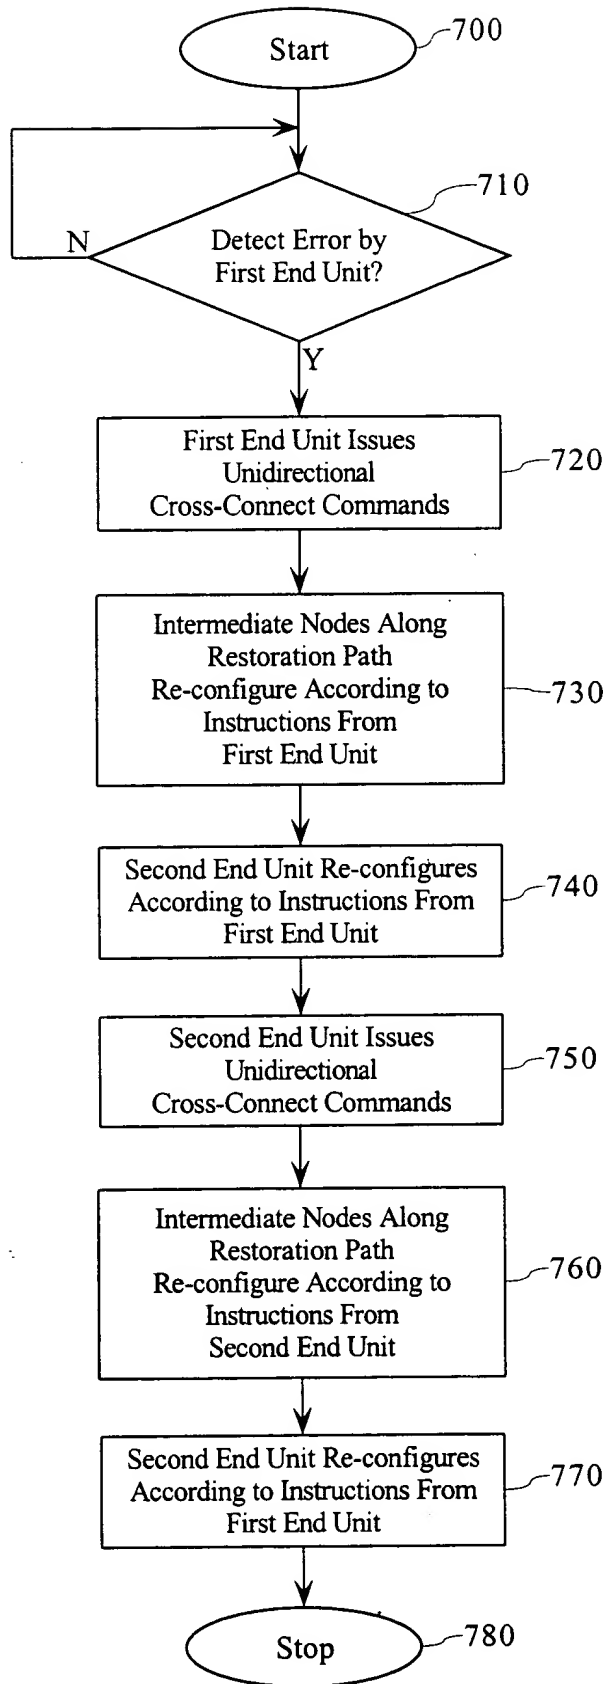 Start
700
710
N
Detect Error by
First End Unit?
Y
First End Unit Issues
Unidirectional
Cross-Connect Commands
720
Intermediate Nodes Along
Restoration Path
Re-configure According to
Instructions From
First End Unit
730
Second End Unit Re-configures
According to Instructions From
First End Unit
740
Second End Unit Issues
Unidirectional
Cross-Connect Commands
750
Intermediate Nodes Along
Restoration Path
Re-configure According to
Instructions From
Second End Unit
760
Second End Unit Re-configures
According to Instructions From
First End Unit
770
Stop
780